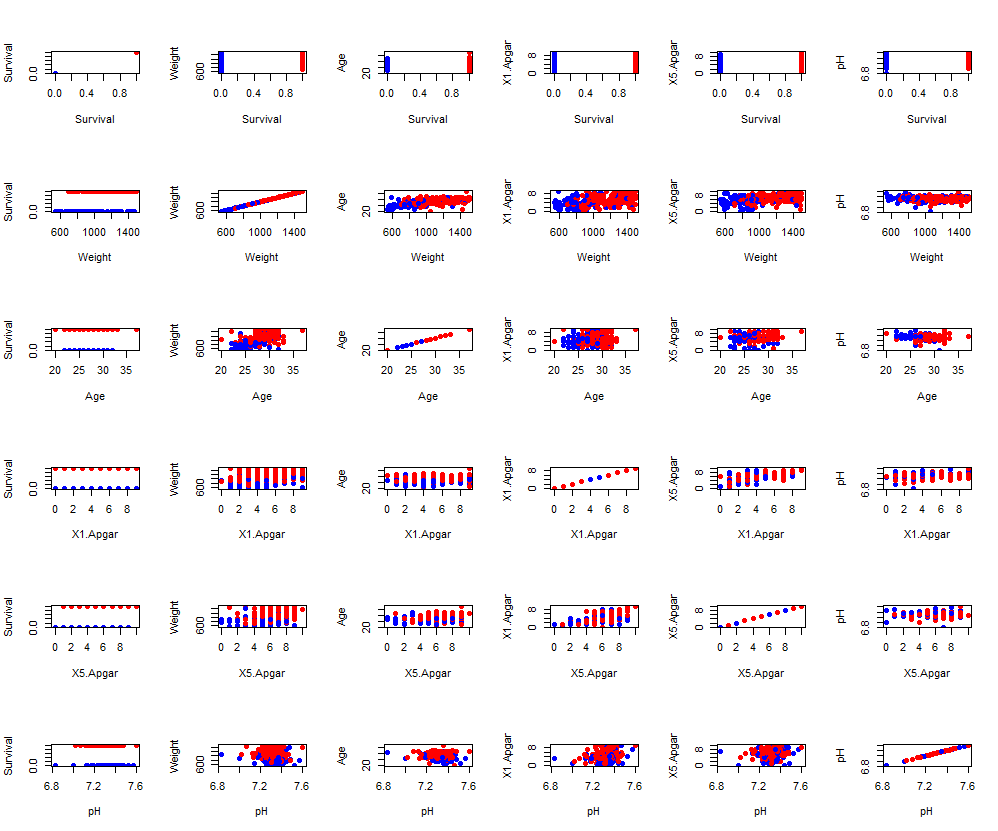 Survival 0.0 Weight 600 Age 20 X1.Apgar 0 8 X5.Apgar 0 8 pH 6.8
0.0 0.4 0.8 0.0 0.4 0.8 0.0 0.4 0.8 0.0 0.4 0.8 0.0 0.4 0.8 0.0 0.4 0.8
Survival Survival Survival Survival Survival Survival
Survival 0.0 Weight 600 Age 20 X1.Apgar 0 8 X5.Apgar 0 8 pH 6.8
600 1000 1400 600 1000 1400 600 1000 1400 600 1000 1400 600 1000 1400 600 1000 1400
Weight Weight Weight Weight Weight Weight
Survival 0.0 Weight 600 Age 20 X1.Apgar 0 8 X5.Apgar 0 8 pH 6.8
20 25 30 35 20 25 30 35 20 25 30 35 20 25 30 35 20 25 30 35 20 25 30 35
Age Age Age Age Age Age
Survival 0.0 Weight 600 Age 20 X1.Apgar 0 8 X5.Apgar 0 8 pH 6.8
0 2 4 6 8 0 2 4 6 8 0 2 4 6 8 0 2 4 6 8 0 2 4 6 8 0 2 4 6 8
X1.Apgar X1.Apgar X1.Apgar X1.Apgar X1.Apgar X1.Apgar
Survival 0.0 Weight 600 Age 20 X1.Apgar 0 8 X5.Apgar 0 8 pH 6.8
0 2 4 6 8 0 2 4 6 8 0 2 4 6 8 0 2 4 6 8 0 2 4 6 8 0 2 4 6 8
X5.Apgar X5.Apgar X5.Apgar X5.Apgar X5.Apgar X5.Apgar
Survival 0.0 Weight 600 Age 20 X1.Apgar 0 8 X5.Apgar 0 8 pH 6.8
6.8 7.2 7.6 6.8 7.2 7.6 6.8 7.2 7.6 6.8 7.2 7.6 6.8 7.2 7.6 6.8 7.2 7.6
pH pH pH pH pH pH